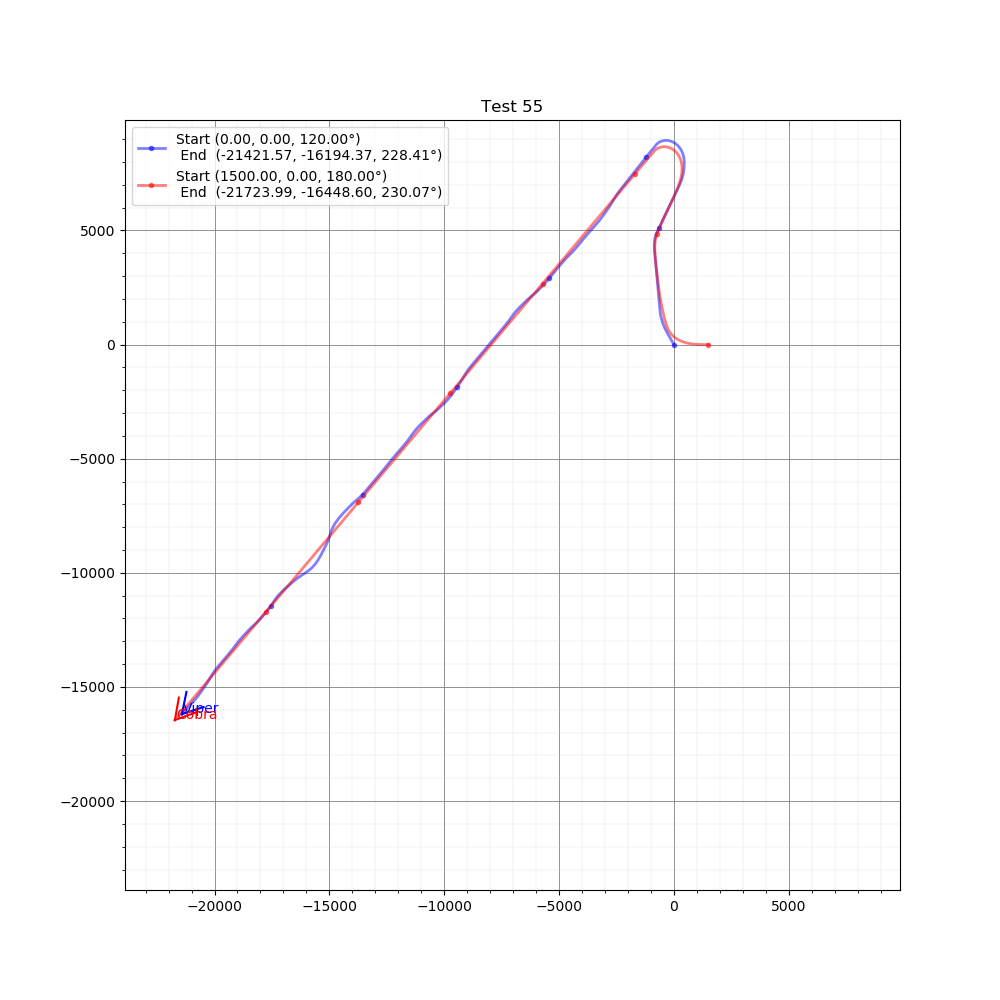 Test 55
Start (0.00, 0.00, 120.00°)
End (-21421.57, -16194.37, 228.41°)
Start (1500.00, 0.00, 180.00°)
End (-21723.99, -16448.60, 230.07°)
5000
0
−5000
−10000
−15000
−20000
Viper
Cobra
−20000 −15000 −10000 −5000 0 5000